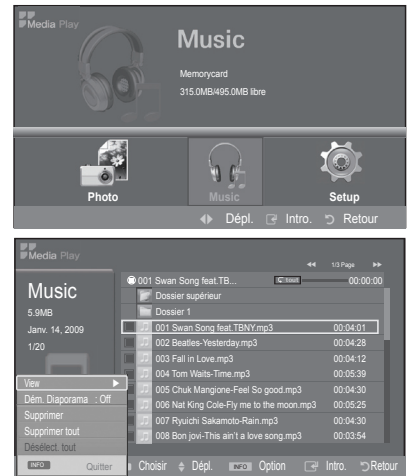 Media Play
Music
Memorycard
315.0MB/495.0MB libre
Photo Music Setup
Dépl. Intro. Retour
Media Play
1/3 Page
001 Swan Song feat.TB... tout 00:00:00
Music
5.9MB
Janv. 14, 2009
1/20
Dossier supérieur
Dossier 1
001 Swan Song feat.TBNY.mp3 00:04:01
002 Beatles-Yesterday.mp3 00:04:28
003 Fall in Love.mp3 00:04:12
004 Tom Waits-Time.mp3 00:05:39
005 Chuk Mangione-Feel So good.mp3 00:04:30
006 Nat King Cole-Fly me to the moon.mp3 00:05:25
007 Ryuichi Sakamoto-Rain.mp3 00:04:30
008 Bon jovi-This ain't a love song.mp3 00:03:54
View
Dém. Diaporama : Off
Supprimer
Supprimer tout
Désélect. tout
INFO Quitter
Choisir Dépl. INFO Option Intro. Retour